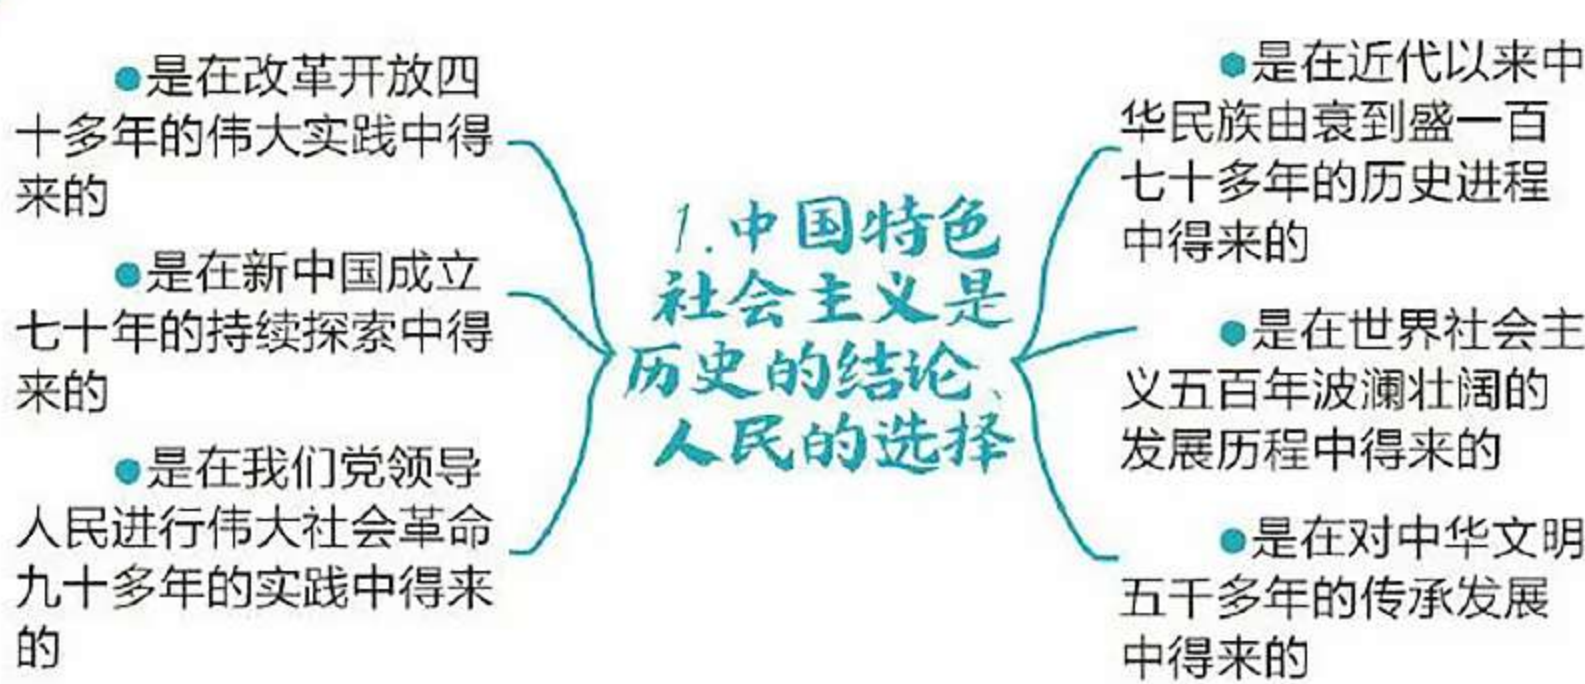 ●是在改革开放四
十多年的伟大实践中得
来的
●是在新中国成立
七十年的持续探索中得
来的
●是在我们党领导
人民进行伟大社会革命
九十多年的实践中得来
的
1.中国特色
社会主义是
历史的结论、
人民的选择
●是在近代以来中
华民族由衰到盛一百
七十多年的历史进程
中得来的
●是在世界社会主
义五百年波澜壮阔的
发展历程中得来的
●是在对中华文明
五千多年的传承发展
中得来的